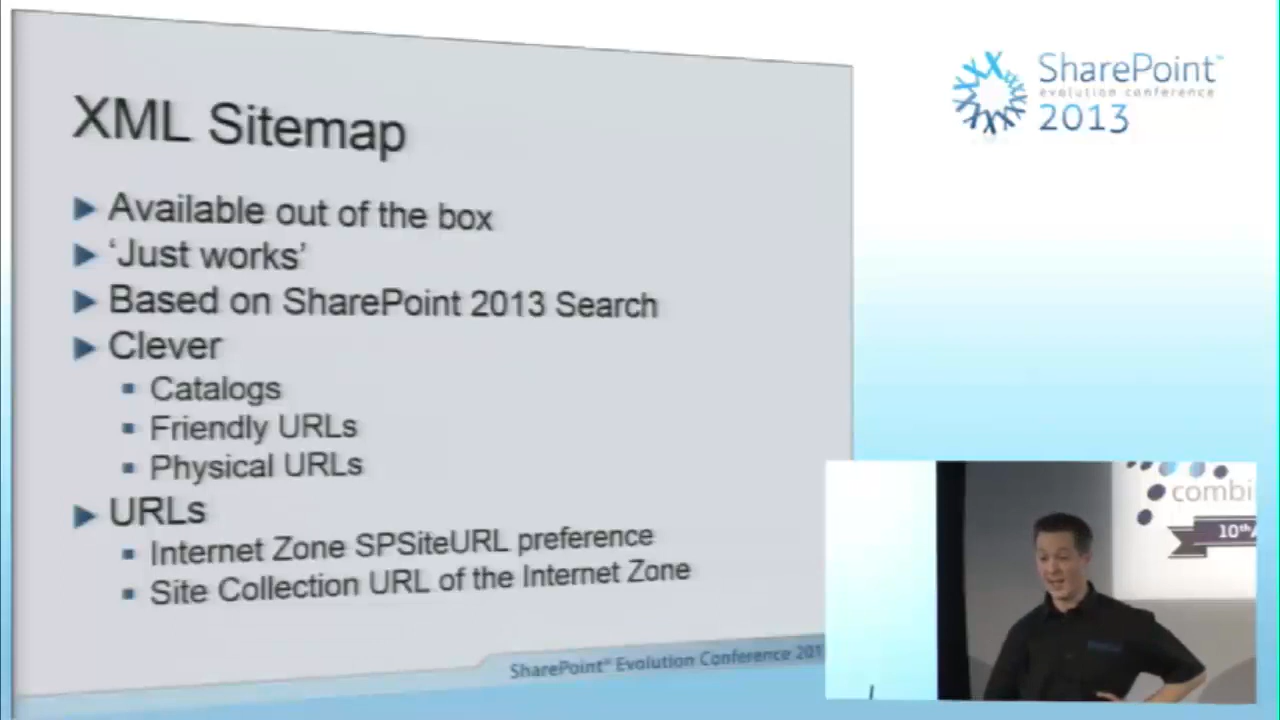 XML Sitemap
Available out of the box
'Just works'
Based on SharePoint 2013 Search
Clever
Catalogs
Friendly URLs
Physical URLs
URLs
Internet Zone SPSiteURL preference
Site Collection URL of the Internet Zone
SharePoint® Evolution Conference 201
SharePoint™
evolution conference
2013
combi
10th